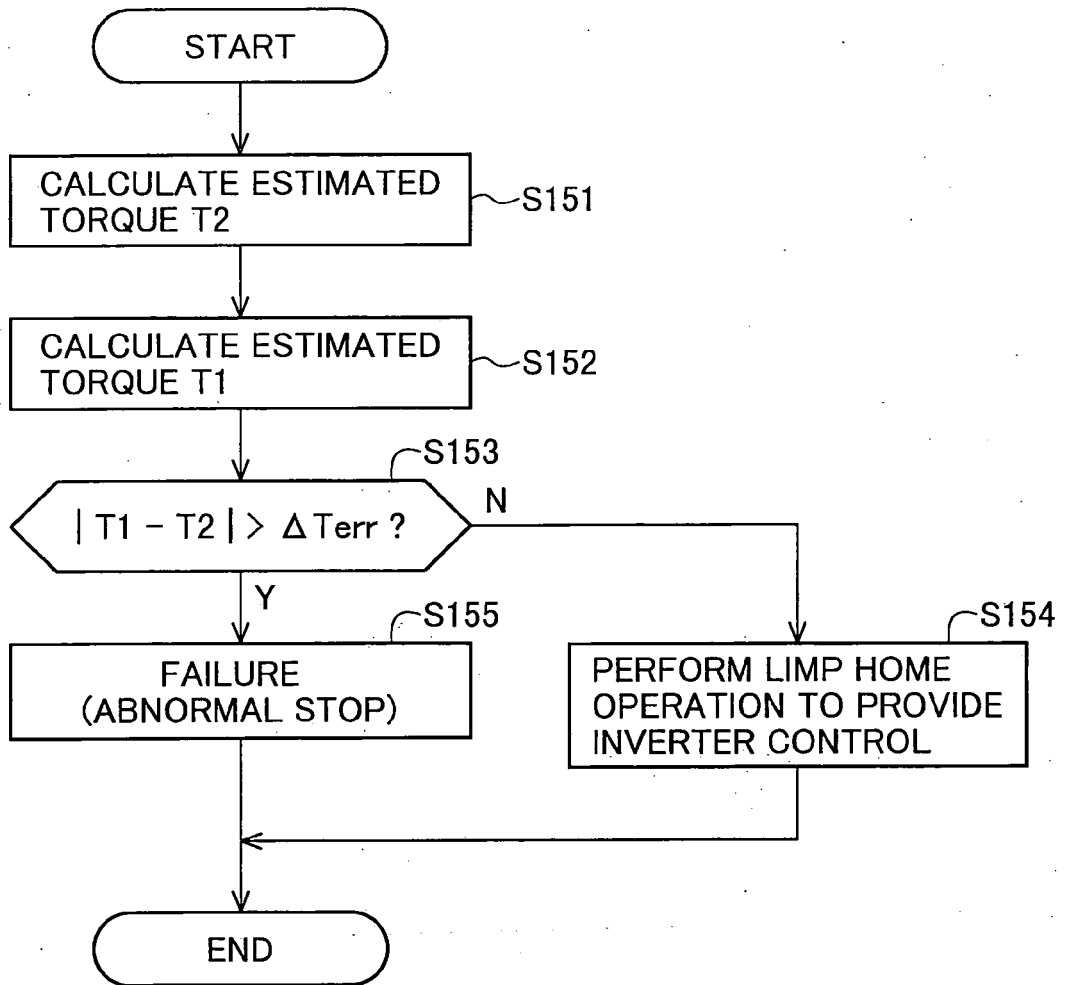 START
CALCULATE ESTIMATED
TORQUE T2
S151
CALCULATE ESTIMATED
TORQUE T1
S152
S153
| T1 - T2 | > Δ Terr ?
N
Y
S155
FAILURE
(ABNORMAL STOP)
S154
PERFORM LIMP HOME
OPERATION TO PROVIDE
INVERTER CONTROL
END